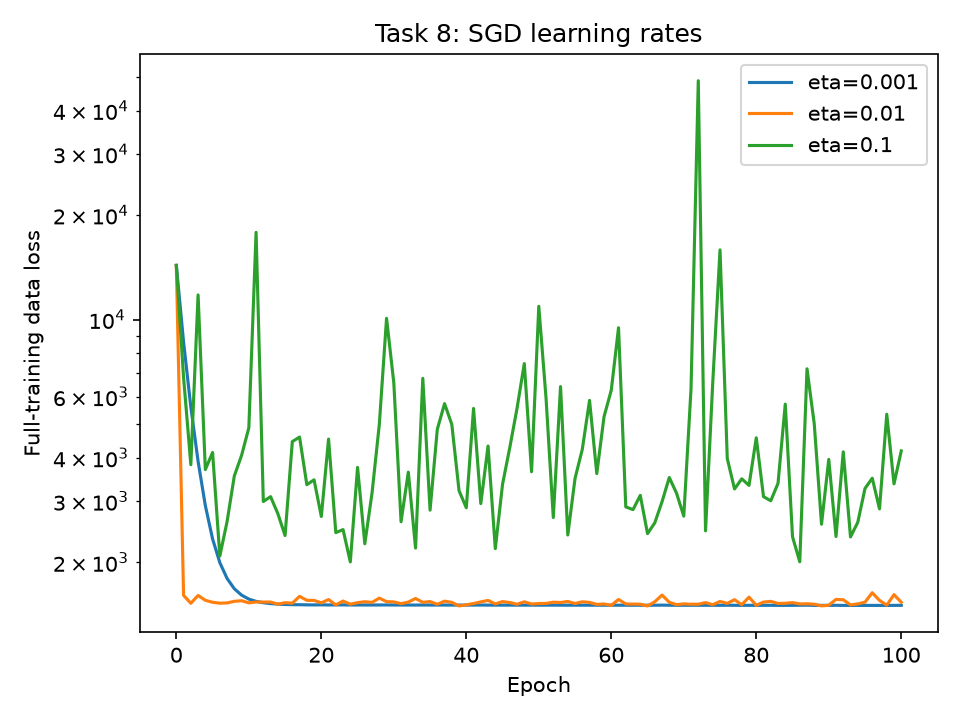 Task 8: SGD learning rates
eta=0.001
eta=0.01
eta=0.1
4 × 10⁴
3 × 10⁴
2 × 10⁴
10⁴
6 × 10³
4 × 10³
3 × 10³
2 × 10³
Full-training data loss
0 20 40 60 80 100
Epoch